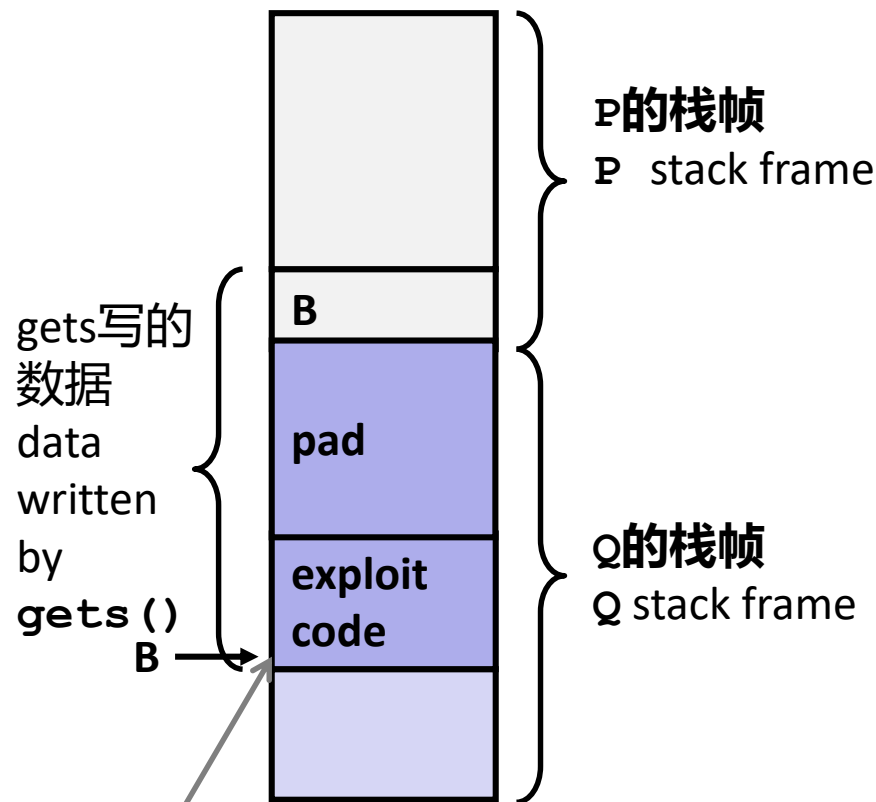 P的栈帧
P stack frame
B
gets写的
数据
data
written
by
gets()
B
pad
exploit
code
Q的栈帧
Q stack frame